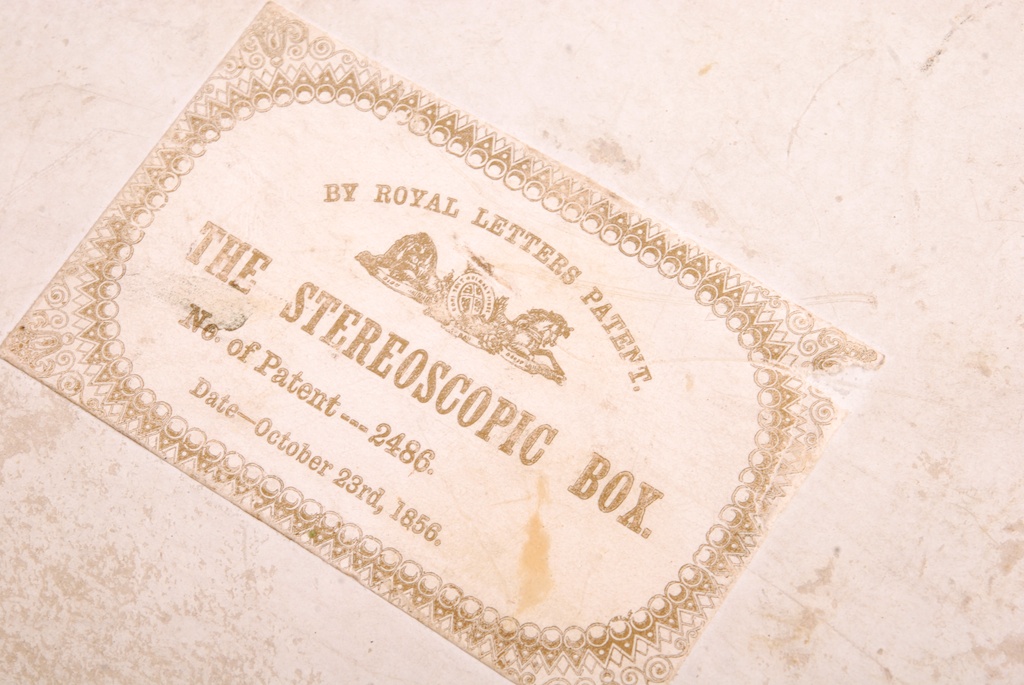 BY ROYAL LETTERS PATENT.
THE STEREOSCOPIC BOX.
No. of Patent---2486.
Date—October 23rd, 1856.